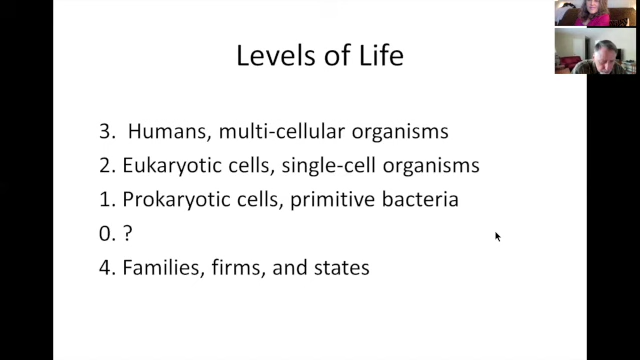 Levels of Life
3. Humans, multi-cellular organisms
2. Eukaryotic cells, single-cell organisms
1. Prokaryotic cells, primitive bacteria
0. ?
4. Families, firms, and states